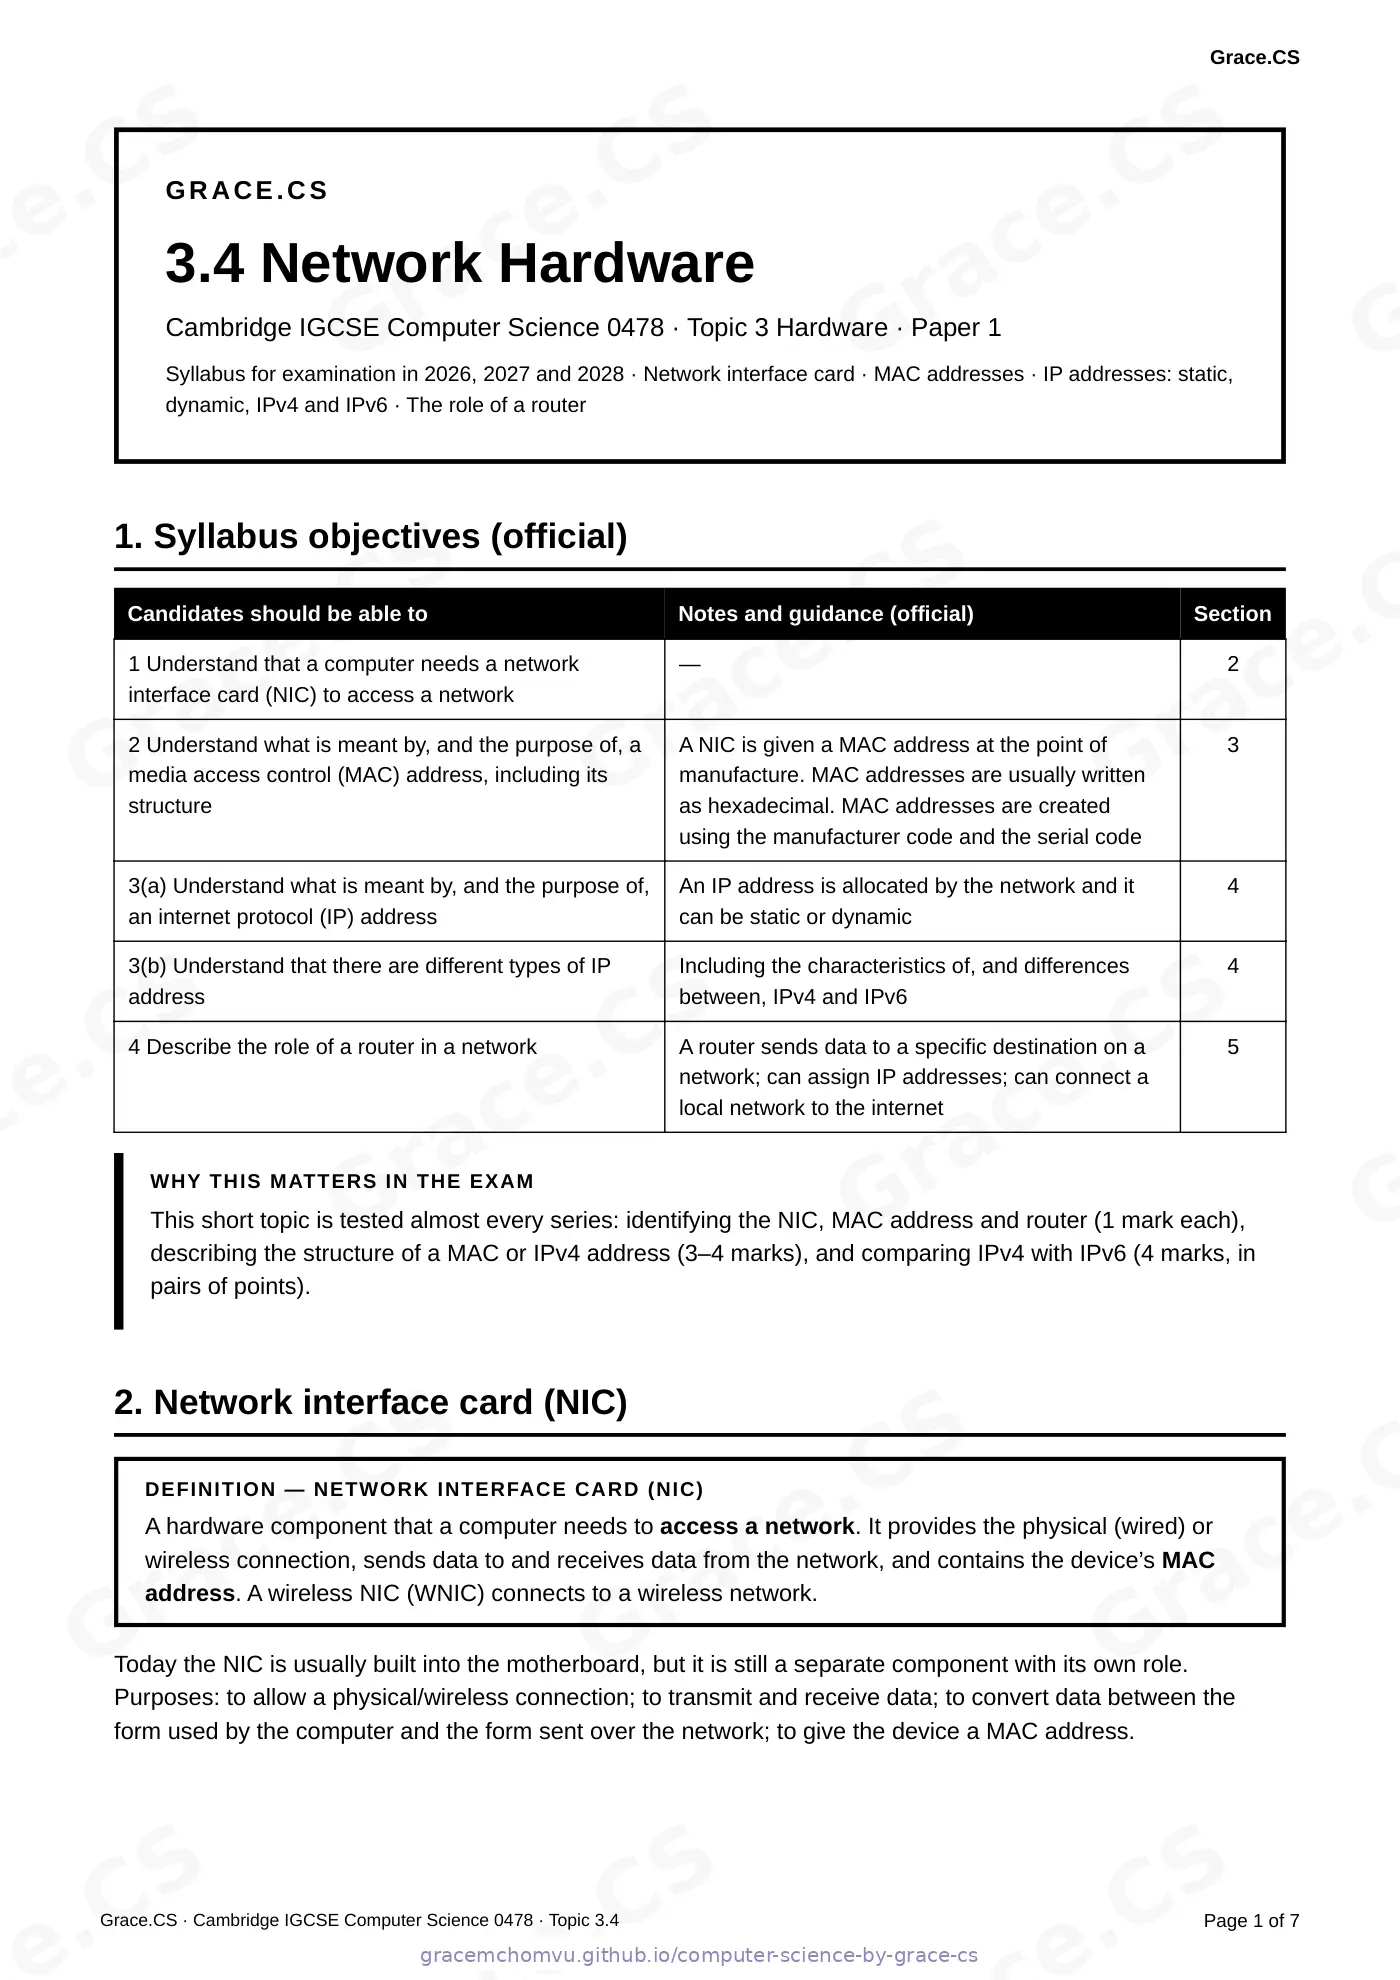 Grace.CS
GRACE.CS
3.4 Network Hardware
Cambridge IGCSE Computer Science 0478 · Topic 3 Hardware · Paper 1
Syllabus for examination in 2026, 2027 and 2028 · Network interface card · MAC addresses · IP addresses: static,
dynamic, IPv4 and IPv6 · The role of a router
1. Syllabus objectives (official)
Candidates should be able to
Notes and guidance (official)
Section
1 Understand that a computer needs a network
interface card (NIC) to access a network
—
2
2 Understand what is meant by, and the purpose of, a
media access control (MAC) address, including its
structure
A NIC is given a MAC address at the point of
manufacture. MAC addresses are usually written
as hexadecimal. MAC addresses are created
using the manufacturer code and the serial code
3
3(a) Understand what is meant by, and the purpose of,
an internet protocol (IP) address
An IP address is allocated by the network and it
can be static or dynamic
4
3(b) Understand that there are different types of IP
address
Including the characteristics of, and differences
between, IPv4 and IPv6
4
4 Describe the role of a router in a network
A router sends data to a specific destination on a
network; can assign IP addresses; can connect a
local network to the internet
5
WHY THIS MATTERS IN THE EXAM
This short topic is tested almost every series: identifying the NIC, MAC address and router (1 mark each),
describing the structure of a MAC or IPv4 address (3–4 marks), and comparing IPv4 with IPv6 (4 marks, in
pairs of points).
2. Network interface card (NIC)
DEFINITION — NETWORK INTERFACE CARD (NIC)
A hardware component that a computer needs to access a network. It provides the physical (wired) or
wireless connection, sends data to and receives data from the network, and contains the device’s MAC
address. A wireless NIC (WNIC) connects to a wireless network.
Today the NIC is usually built into the motherboard, but it is still a separate component with its own role.
Purposes: to allow a physical/wireless connection; to transmit and receive data; to convert data between the
form used by the computer and the form sent over the network; to give the device a MAC address.
Grace.CS · Cambridge IGCSE Computer Science 0478 · Topic 3.4
Page 1 of 7
gracemchomvu.github.io/computer-science-by-grace-cs